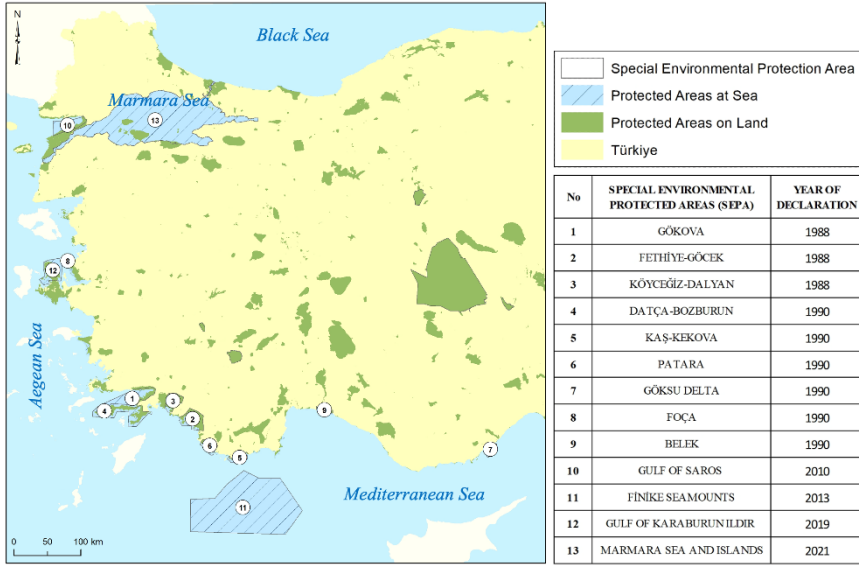 N
Black Sea
Marmara Sea
10
13
8
12
Aegean Sea
1
3
4
2
9
6
5
7
Mediterranean Sea
11
0 50 100 km
Special Environmental Protection Area
Protected Areas at Sea
Protected Areas on Land
Türkiye
No SPECIAL ENVIRONMENTAL PROTECTED AREAS (SEPA) YEAR OF DECLARATION
1 GÖKOVA 1988
2 FETHİYE-GÖCEK 1988
3 KÖYCEĞİZ-DALYAN 1988
4 DATÇA-BOZBURUN 1990
5 KAŞ-KEKOVA 1990
6 PATARA 1990
7 GÖKSU DELTA 1990
8 FOÇA 1990
9 BELEK 1990
10 GULF OF SAROS 2010
11 FİNİKE SEAMOUNTS 2013
12 GULF OF KARABURUN ILDIR 2019
13 MARMARA SEA AND ISLANDS 2021